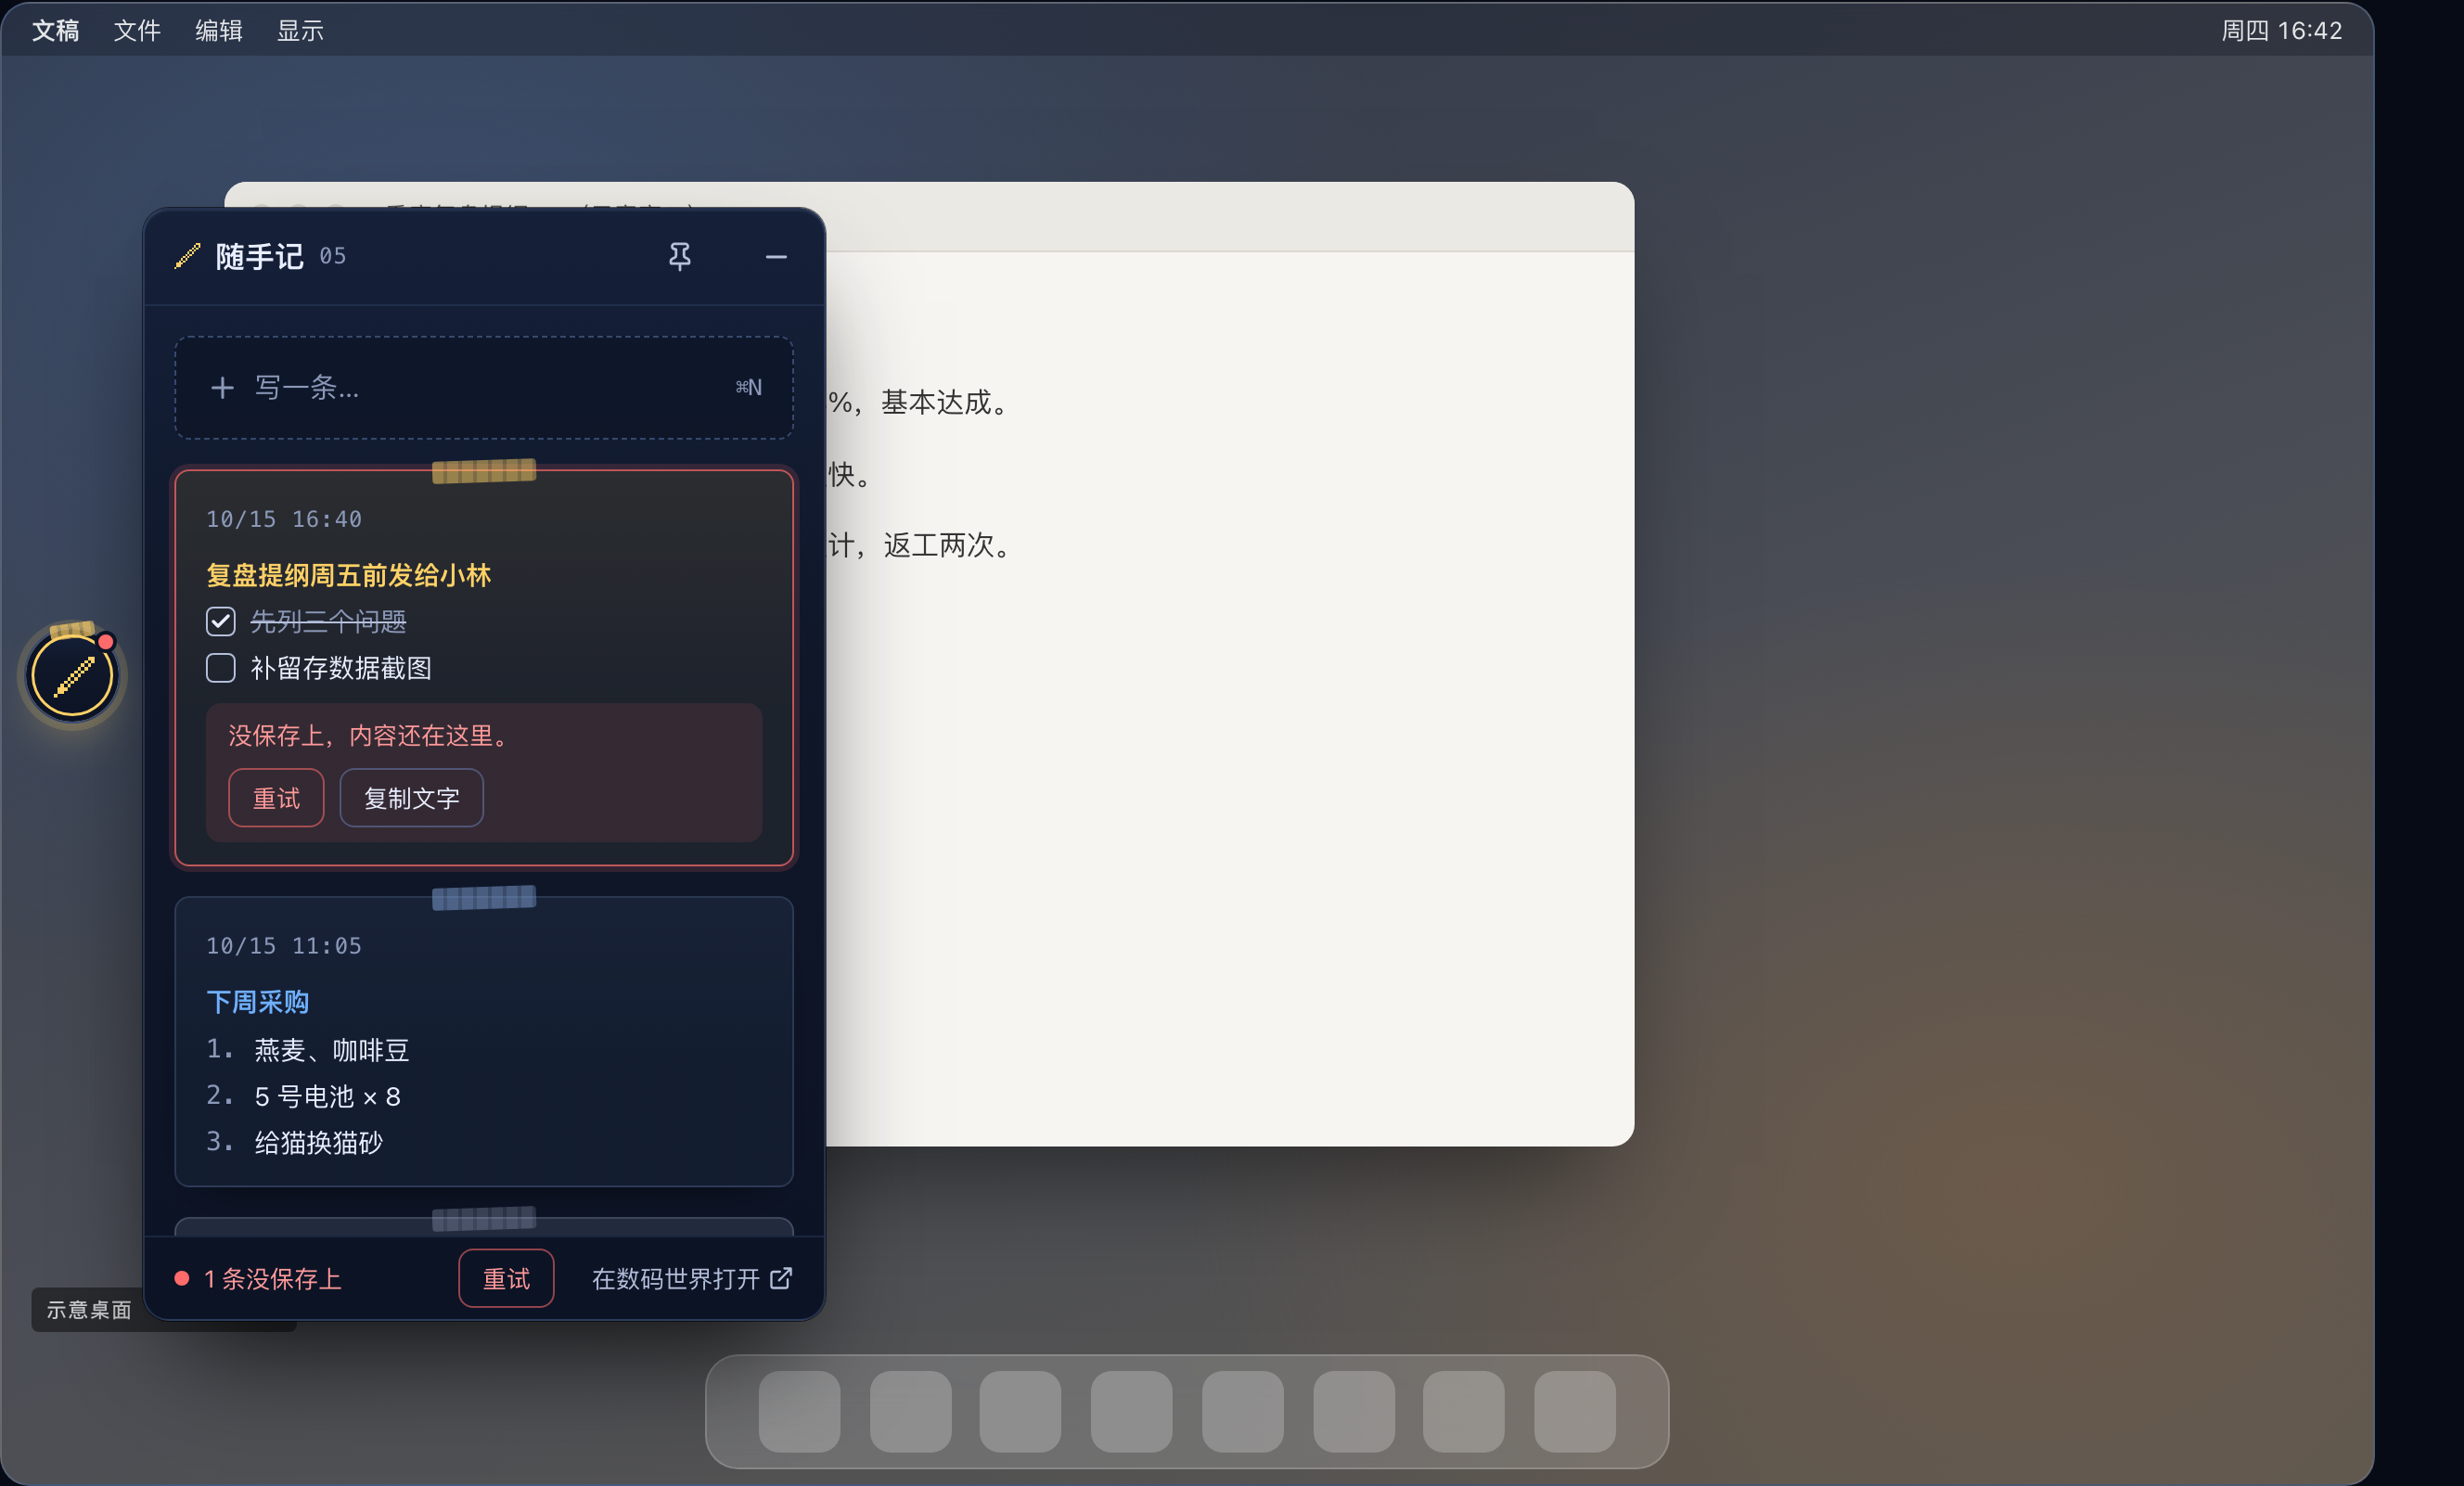 文稿 文件 编辑 显示 周四 16:42
随手记 05
写一条... ⌘N
%，基本达成。
快。
计，返工两次。
10/15 16:40
复盘提纲周五前发给小林
先列三个问题
补留存数据截图
没保存上，内容还在这里。
重试 复制文字
10/15 11:05
下周采购
1. 燕麦、咖啡豆
2. 5 号电池 × 8
3. 给猫换猫砂
1 条没保存上 重试 在数码世界打开
示意桌面